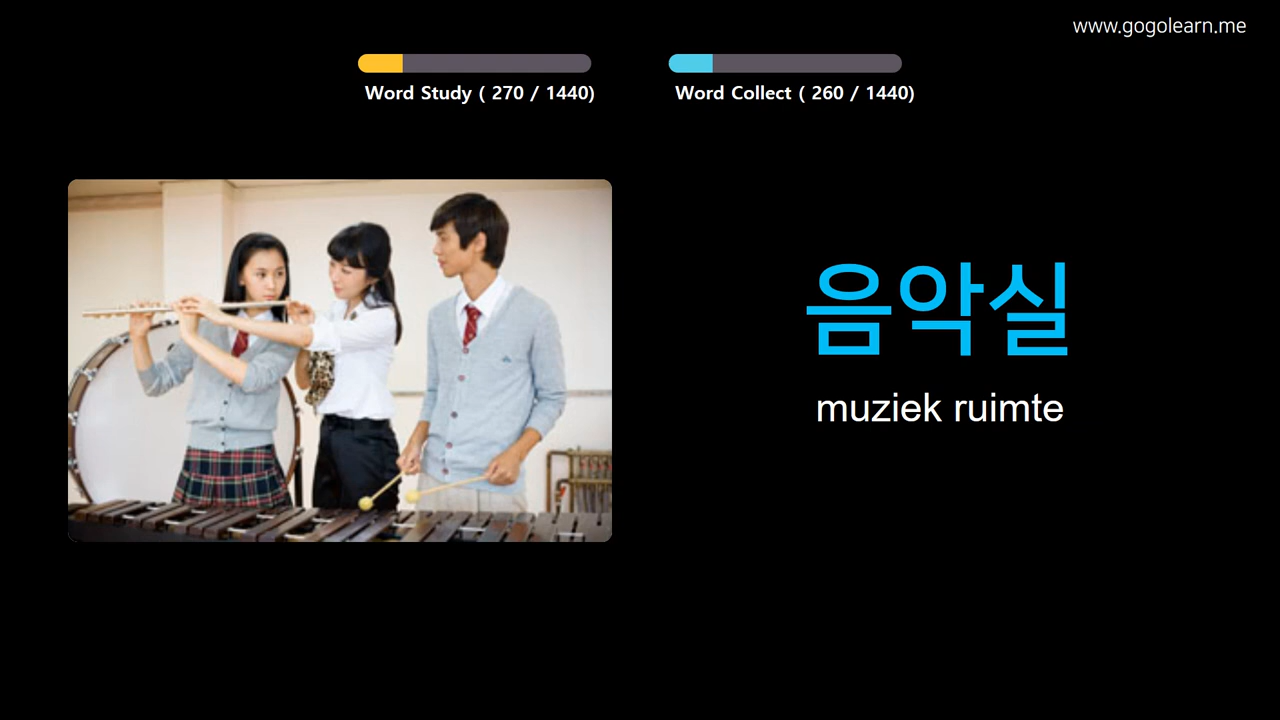 www.gogolearn.me
Word Study ( 270 / 1440)
Word Collect ( 260 / 1440)
음악실
muziek ruimte